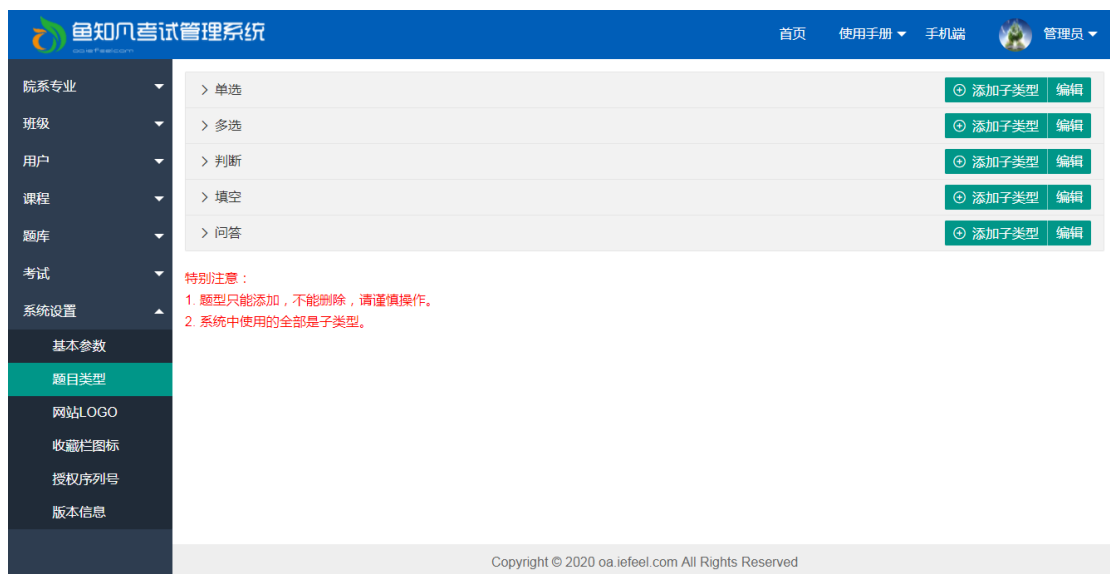 鱼知凡考试管理系统
oa.iefeel.com
首页 使用手册 手机端 管理员
院系专业
班级
用户
课程
题库
考试
系统设置
基本参数
题目类型
网站LOGO
收藏栏图标
授权序列号
版本信息
单选 添加子类型 编辑
多选 添加子类型 编辑
判断 添加子类型 编辑
填空 添加子类型 编辑
问答 添加子类型 编辑
特别注意：
1. 题型只能添加，不能删除，请谨慎操作。
2. 系统中使用的全部是子类型。
Copyright © 2020 oa.iefeel.com All Rights Reserved